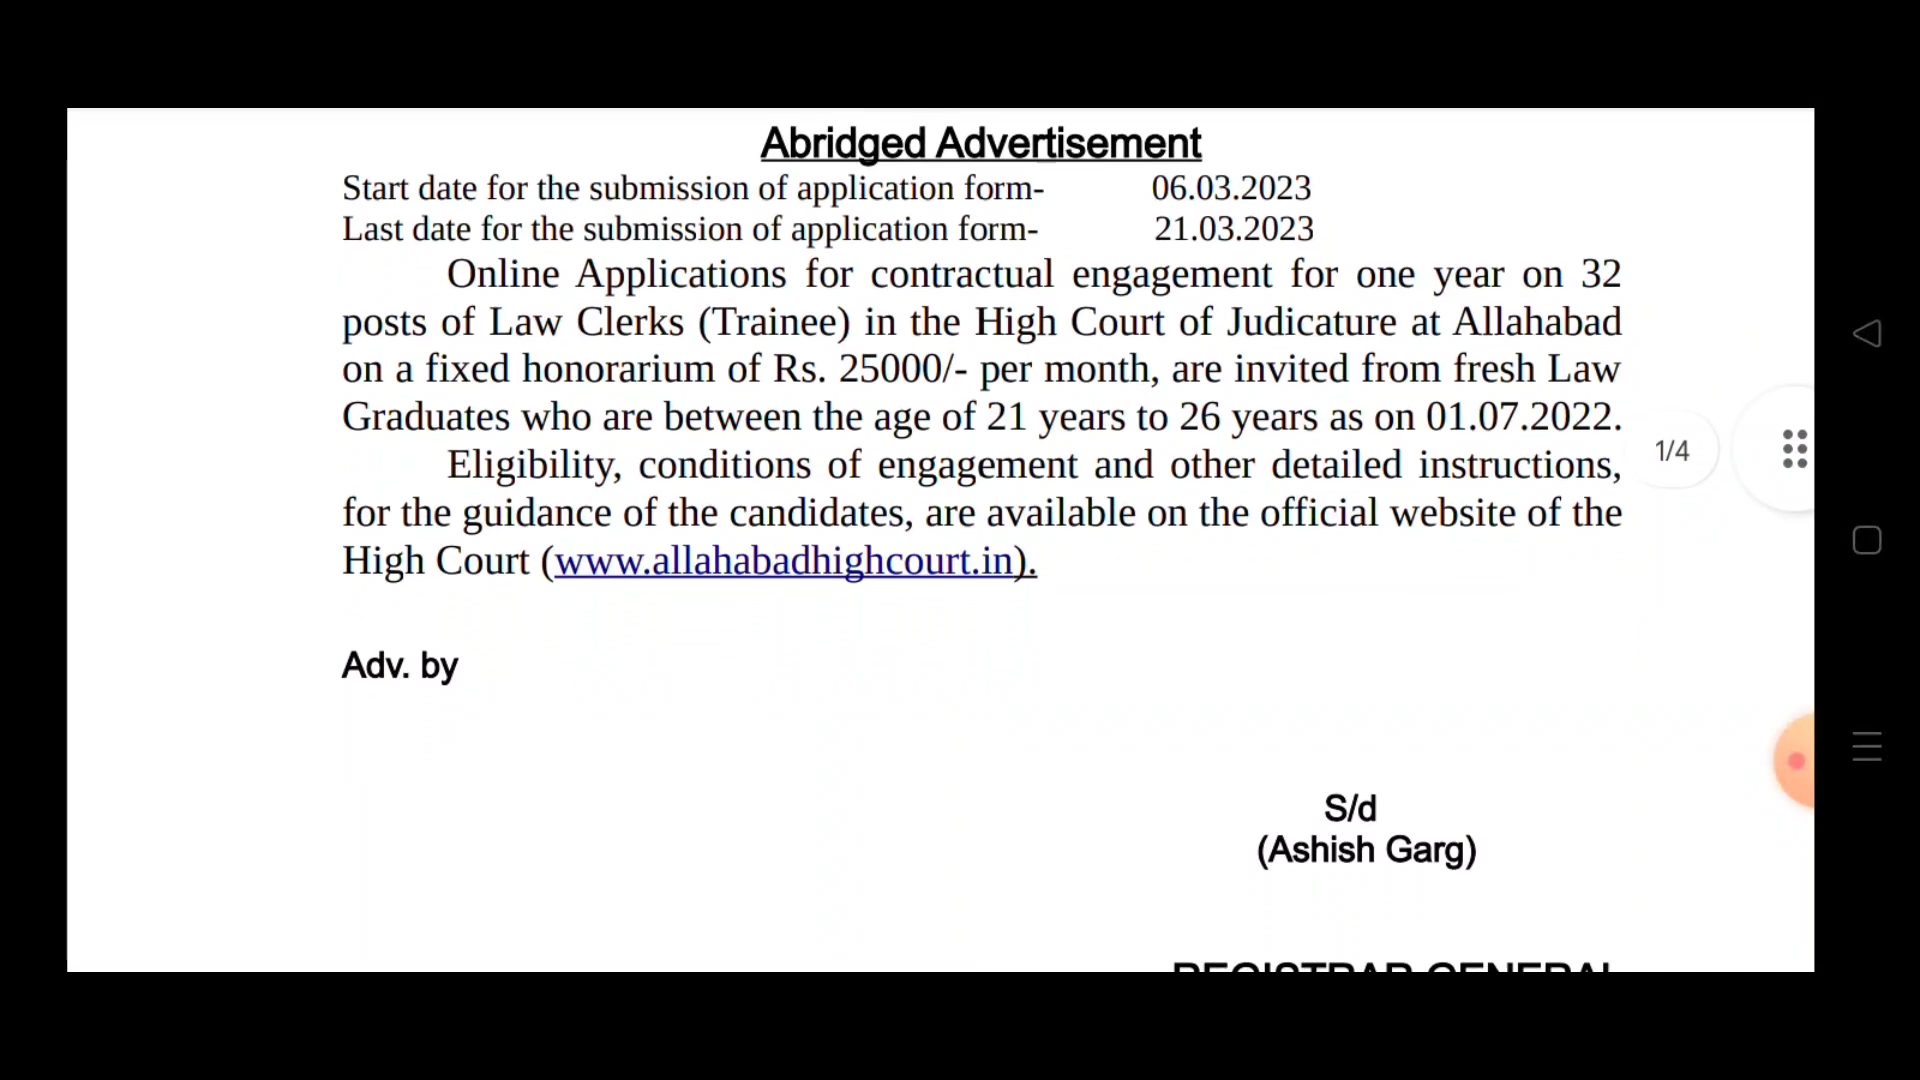 Abridged Advertisement
Start date for the submission of application form- 06.03.2023
Last date for the submission of application form- 21.03.2023
Online Applications for contractual engagement for one year on 32
posts of Law Clerks (Trainee) in the High Court of Judicature at Allahabad
on a fixed honorarium of Rs. 25000/- per month, are invited from fresh Law
Graduates who are between the age of 21 years to 26 years as on 01.07.2022.
Eligibility, conditions of engagement and other detailed instructions,
1/4
for the guidance of the candidates, are available on the official website of the
High Court (www.allahabadhighcourt.in).
Adv. by
S/d
(Ashish Garg)
REGISTRAR GENERAL